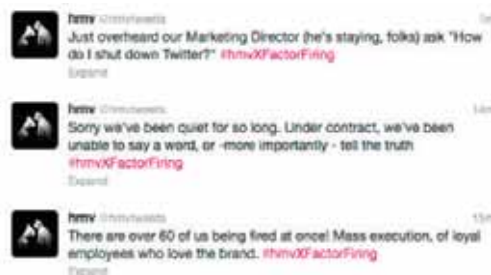 hmv @hmvtweets
Just overheard our Marketing Director (he's staying, folks) ask "How
do I shut down Twitter?" #hmvXFactorFiring
Expand
hmv @hmvtweets
Sorry we've been quiet for so long. Under contract, we've been
unable to say a word, or -more importantly - tell the truth
#hmvXFactorFiring
Expand
hmv @hmvtweets
There are over 60 of us being fired at once! Mass execution, of loyal
employees who love the brand. #hmvXFactorFiring
Expand